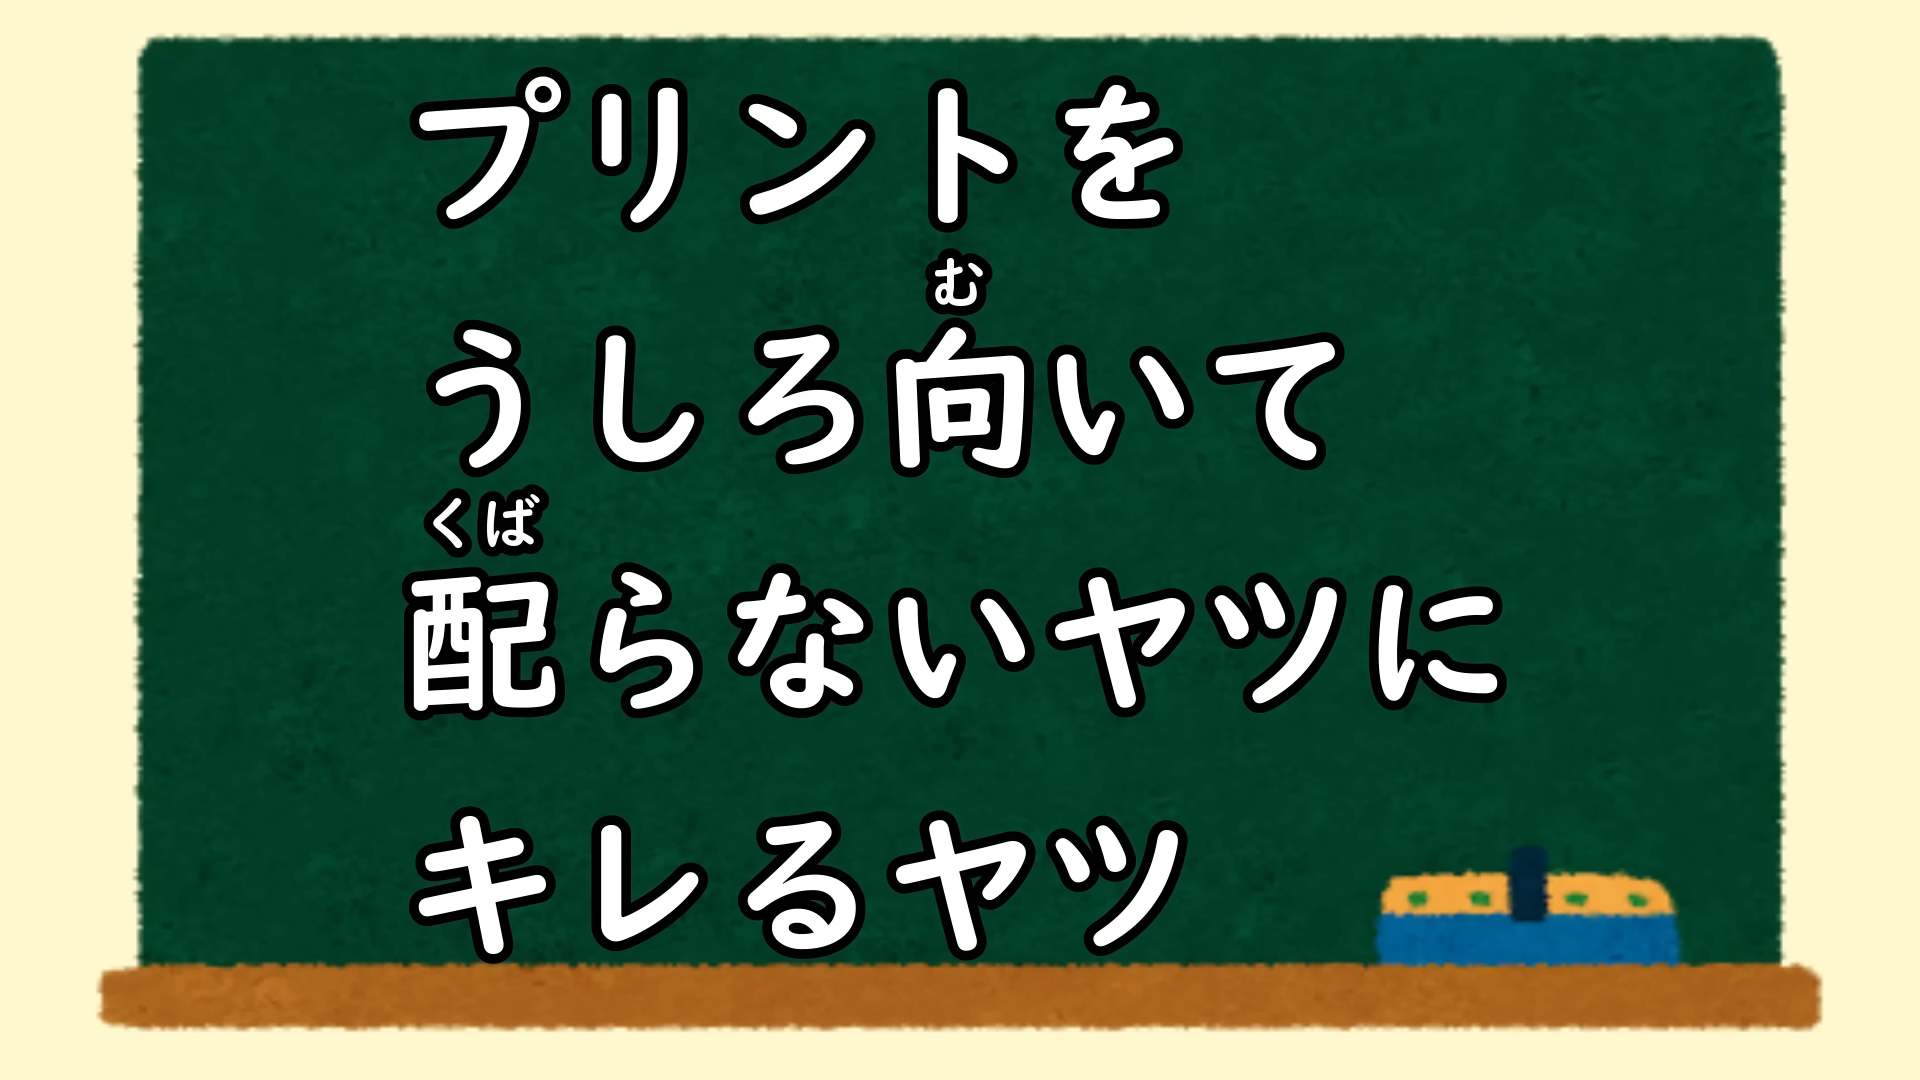 プリントを
うしろ向いて
配らないヤツに
キレるヤツ